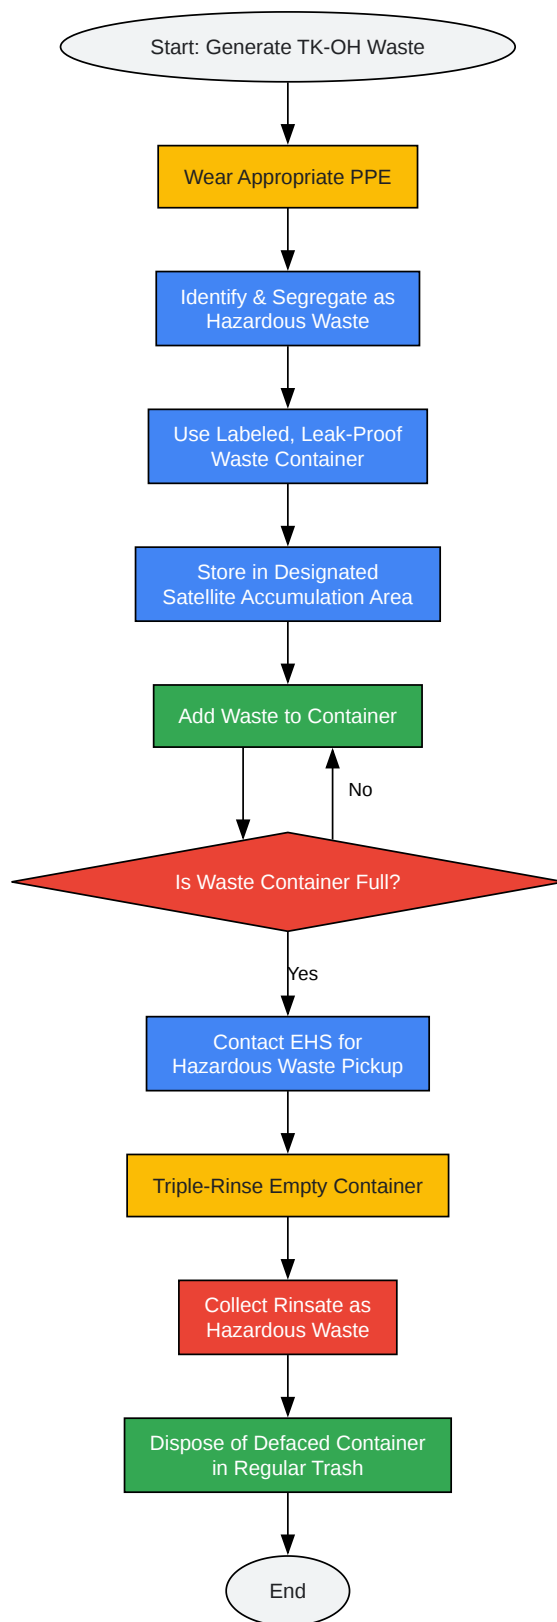 Start: Generate TK-OH Waste
Wear Appropriate PPE
Identify & Segregate as
Hazardous Waste
Use Labeled, Leak-Proof
Waste Container
Store in Designated
Satellite Accumulation Area
Add Waste to Container
No
Is Waste Container Full?
Yes
Contact EHS for
Hazardous Waste Pickup
Triple-Rinse Empty Container
Collect Rinsate as
Hazardous Waste
Dispose of Defaced Container
in Regular Trash
End